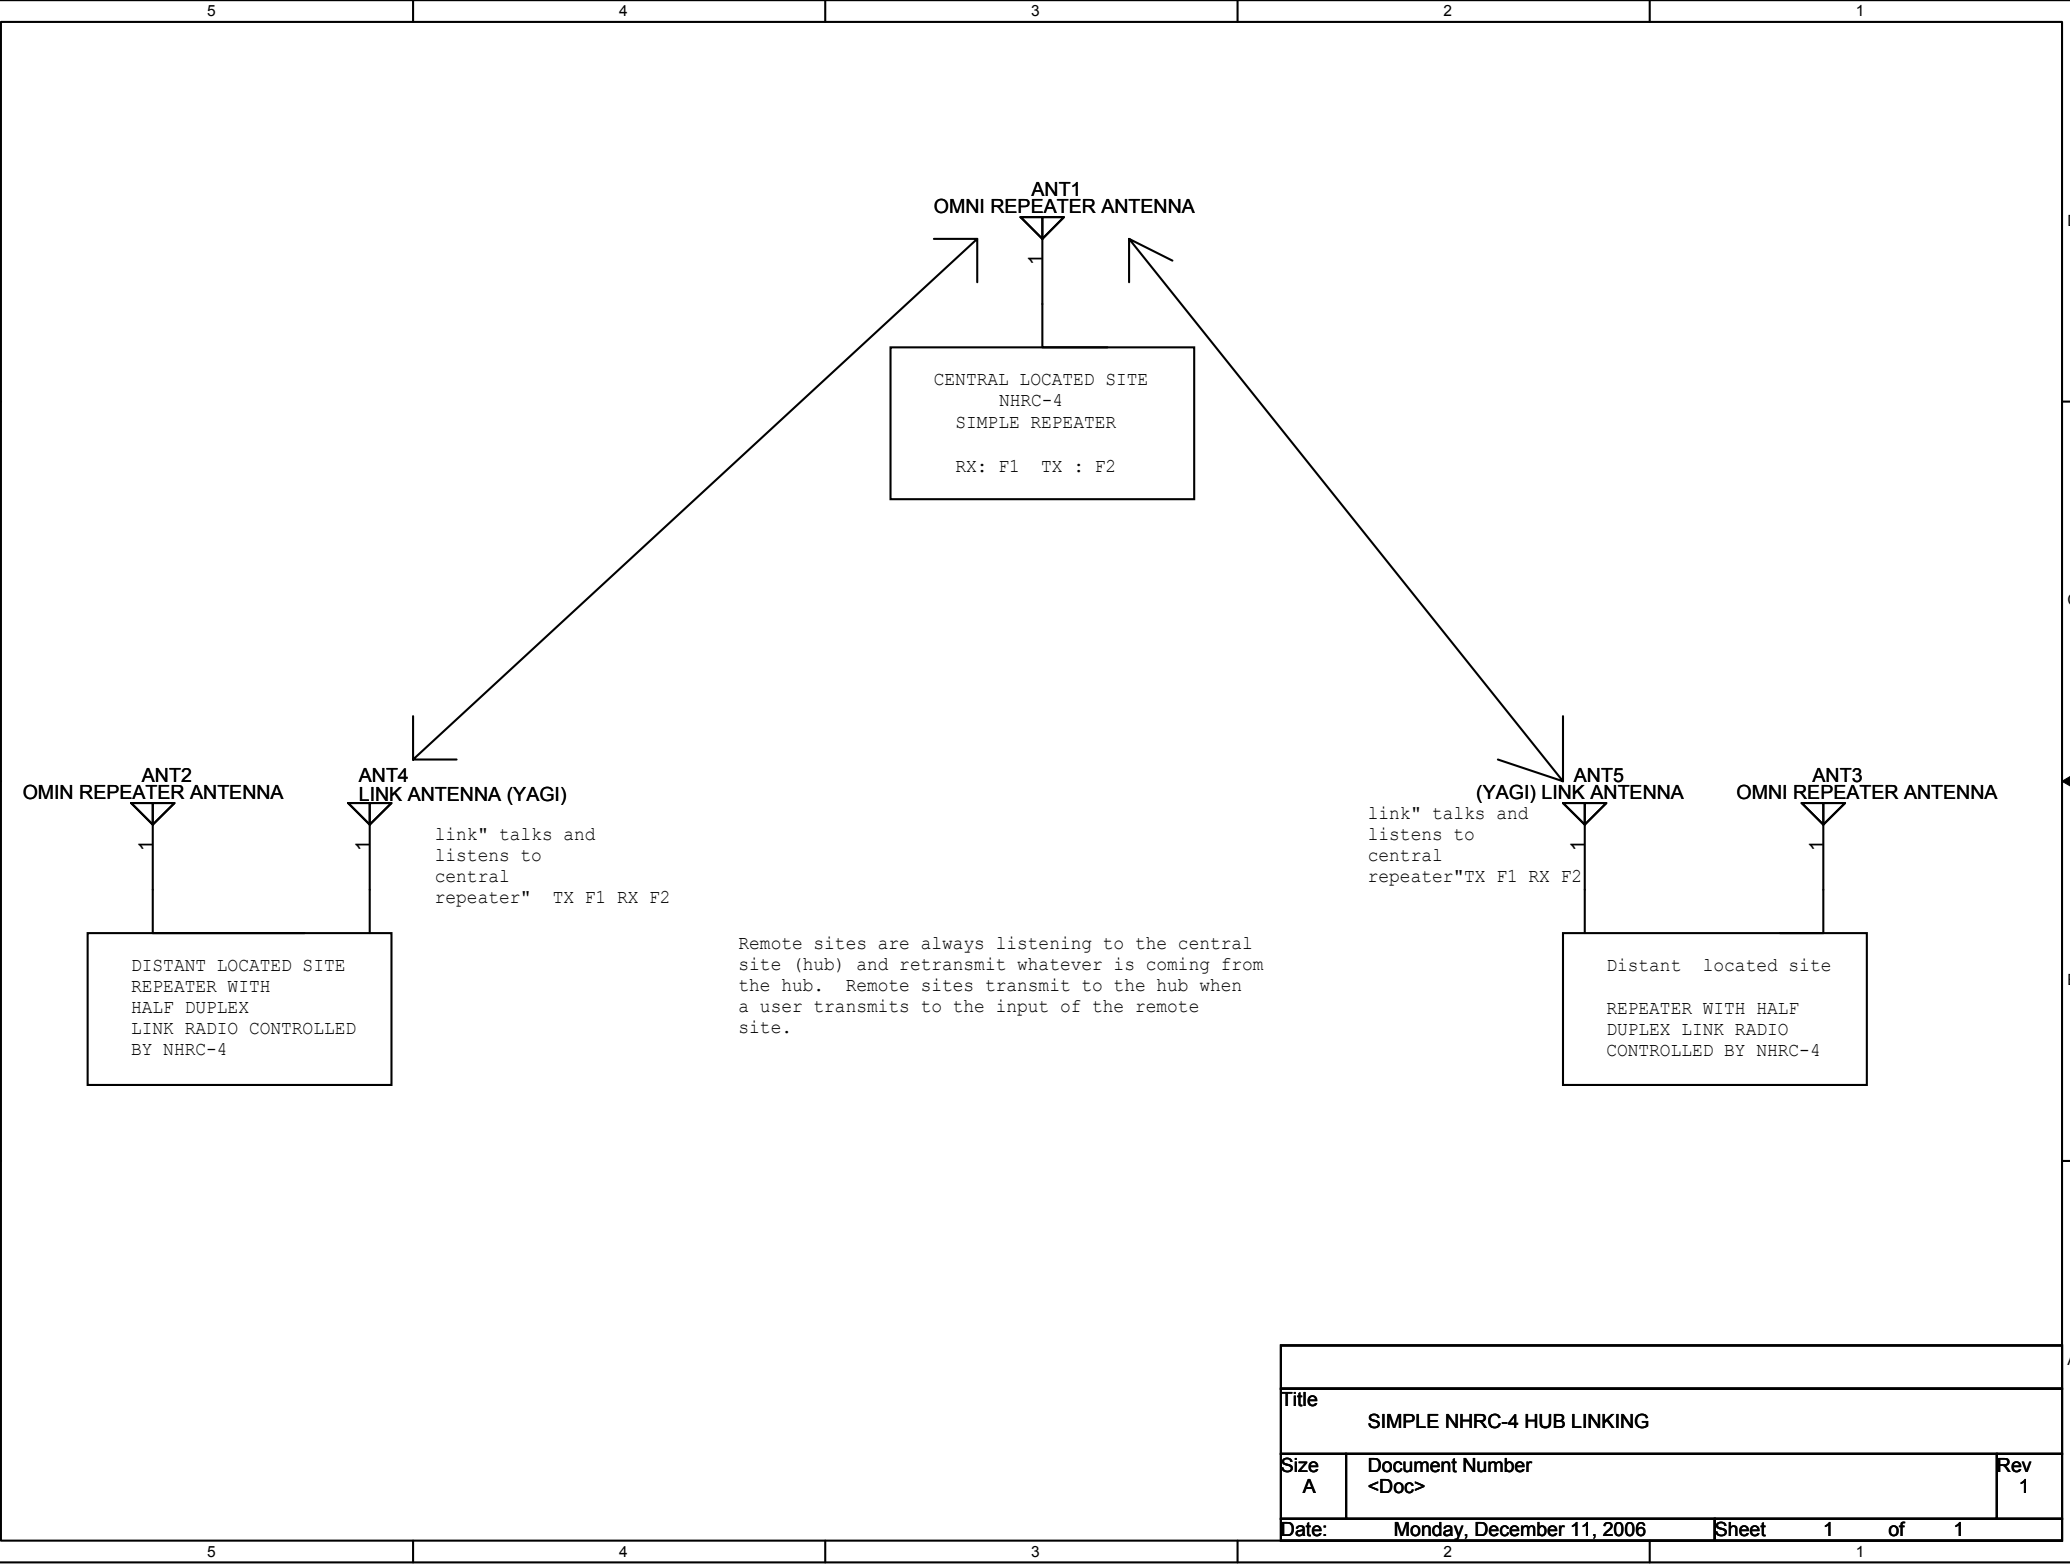 5 4 3 2 1
ANT1
OMNI REPEATER ANTENNA
1
CENTRAL LOCATED SITE
NHRC-4
SIMPLE REPEATER
RX: F1 TX : F2
ANT2
OMIN REPEATER ANTENNA
1
ANT4
LINK ANTENNA (YAGI)
1
link" talks and
listens to
central
repeater" TX F1 RX F2
ANT5
(YAGI) LINK ANTENNA
1
link" talks and
listens to
central
repeater"TX F1 RX F2
ANT3
OMNI REPEATER ANTENNA
1
DISTANT LOCATED SITE
REPEATER WITH
HALF DUPLEX
LINK RADIO CONTROLLED
BY NHRC-4
Remote sites are always listening to the central
site (hub) and retransmit whatever is coming from
the hub. Remote sites transmit to the hub when
a user transmits to the input of the remote
site.
Distant located site
REPEATER WITH HALF
DUPLEX LINK RADIO
CONTROLLED BY NHRC-4
Title
SIMPLE NHRC-4 HUB LINKING
Size Document Number Rev
A <Doc> 1
Date: Monday, December 11, 2006 Sheet 1 of 1
5 4 3 2 1